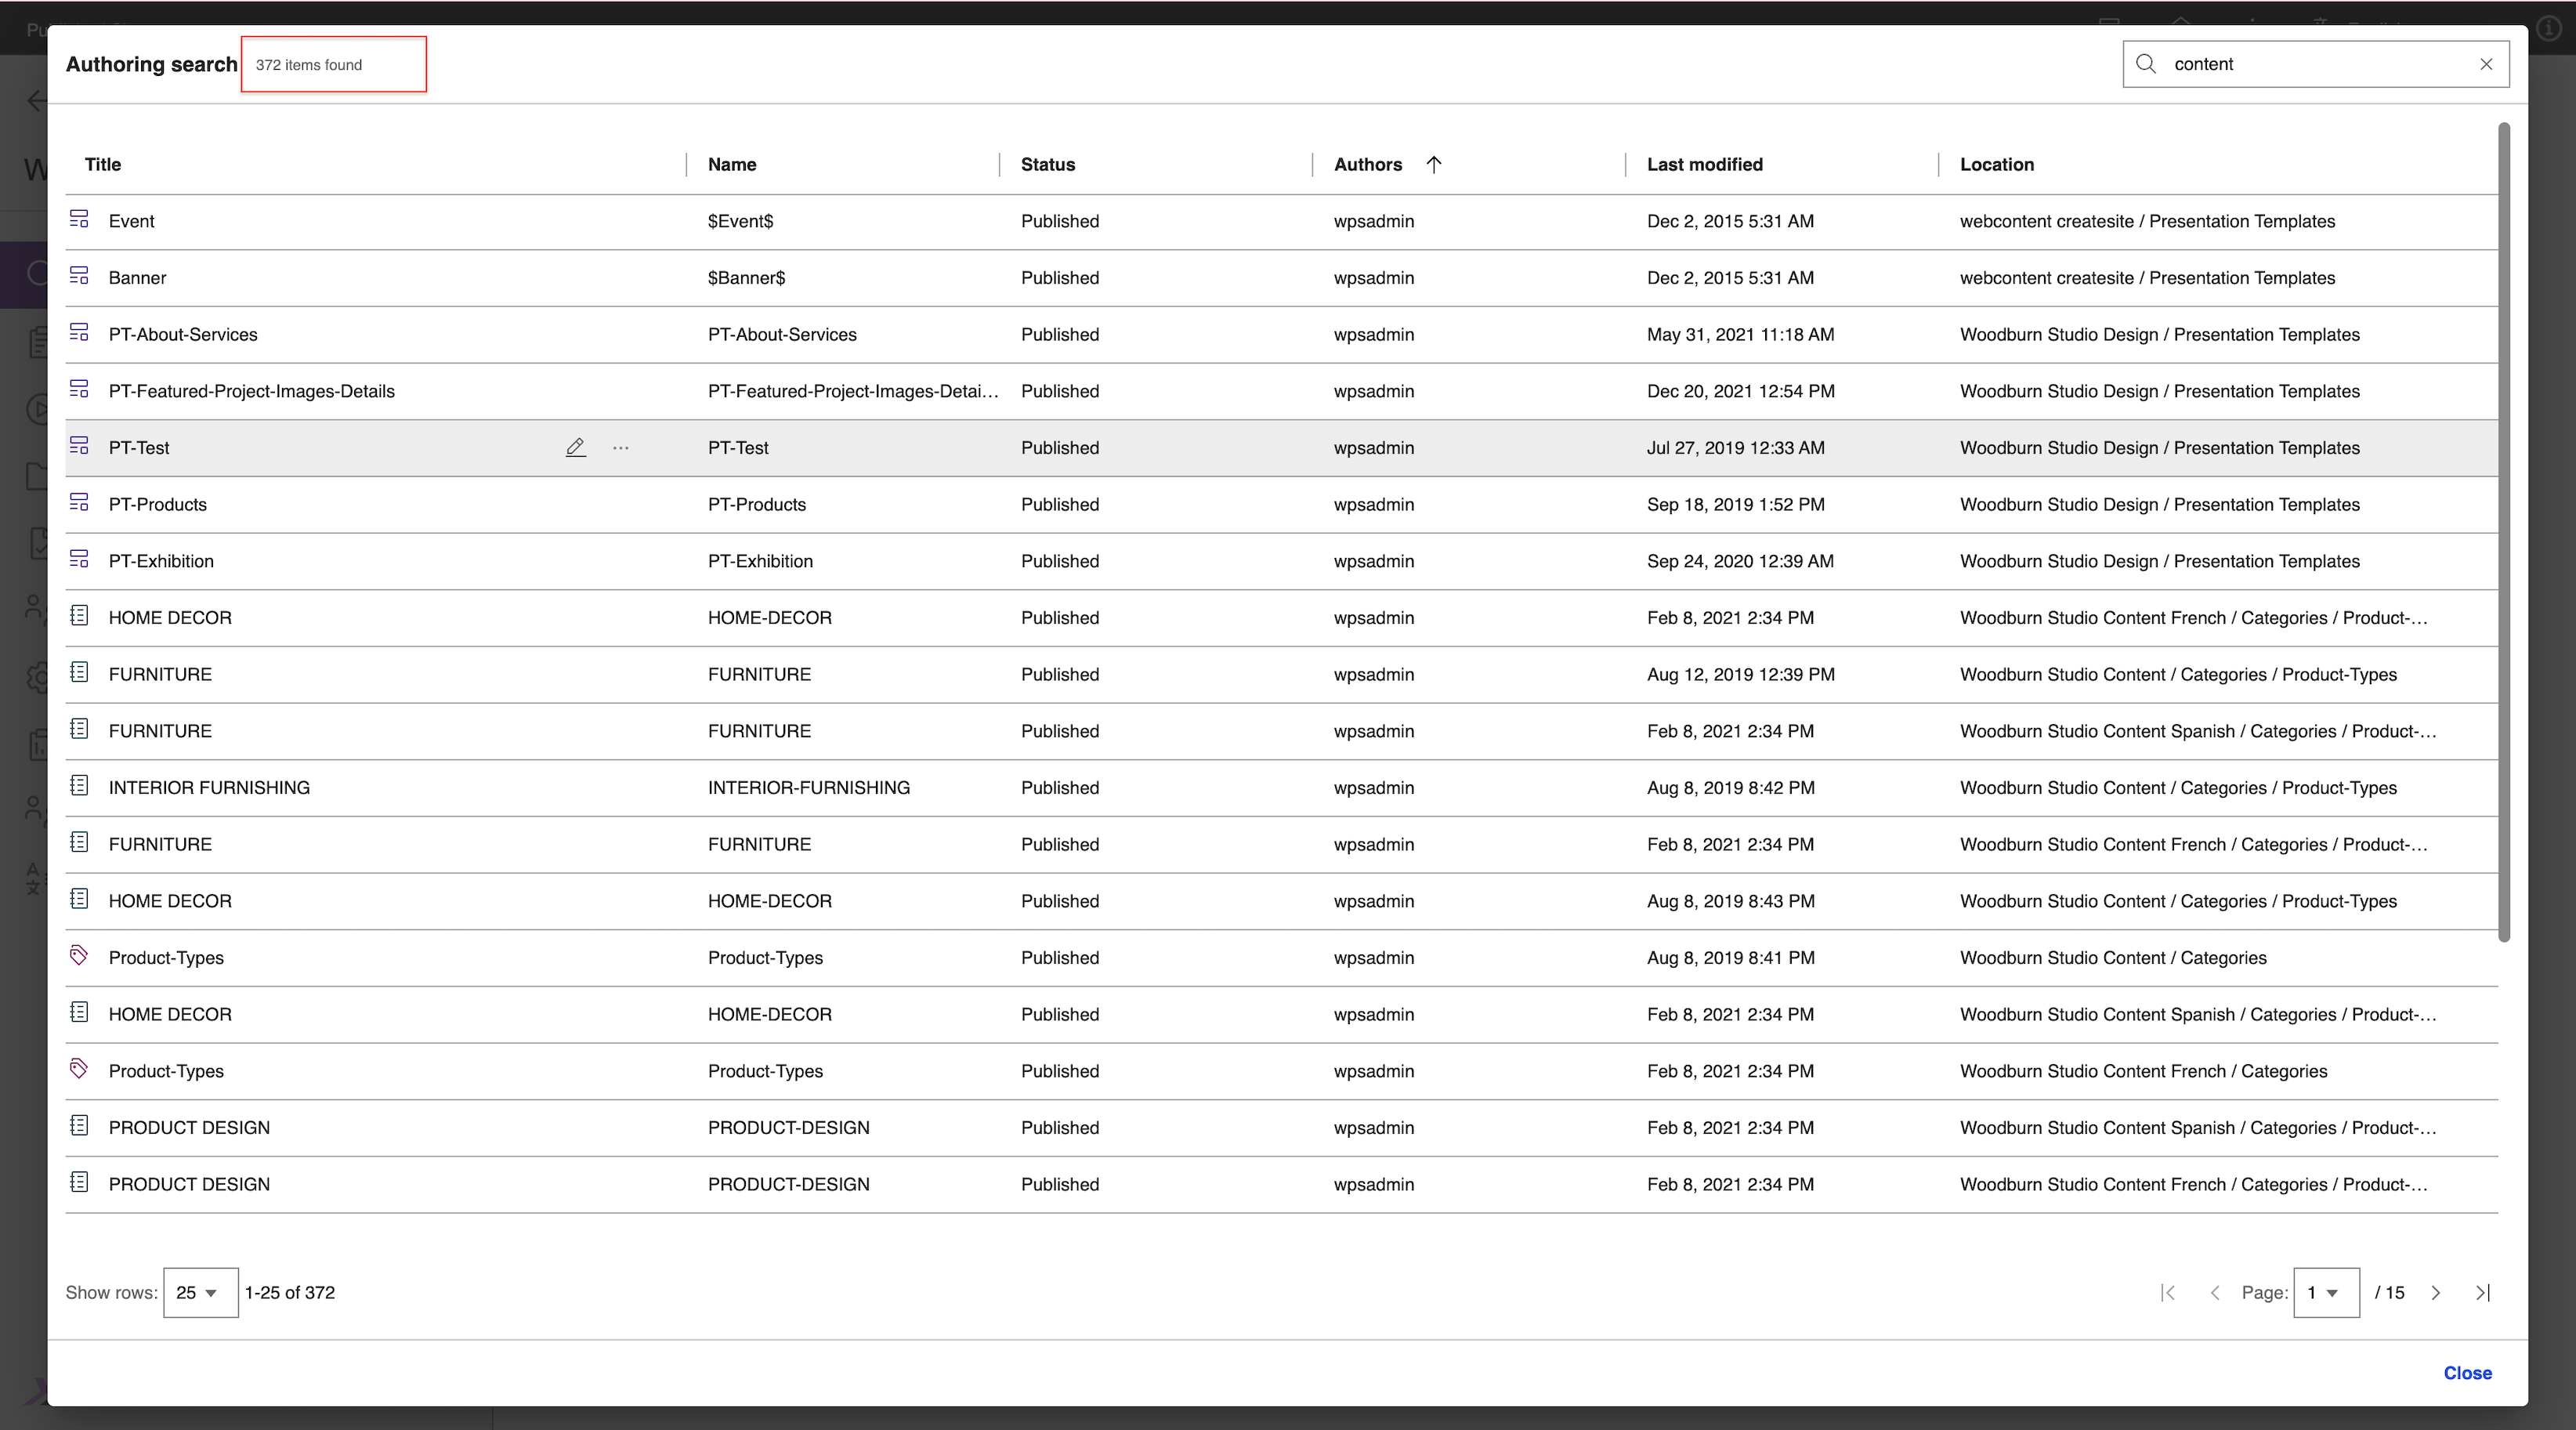 Authoring search 372 items found content
Title Name Status Authors Last modified Location
Event $Event$ Published wpsadmin Dec 2, 2015 5:31 AM webcontent createsite / Presentation Templates
Banner $Banner$ Published wpsadmin Dec 2, 2015 5:31 AM webcontent createsite / Presentation Templates
PT-About-Services PT-About-Services Published wpsadmin May 31, 2021 11:18 AM Woodburn Studio Design / Presentation Templates
PT-Featured-Project-Images-Details PT-Featured-Project-Images-Detai... Published wpsadmin Dec 20, 2021 12:54 PM Woodburn Studio Design / Presentation Templates
PT-Test PT-Test Published wpsadmin Jul 27, 2019 12:33 AM Woodburn Studio Design / Presentation Templates
PT-Products PT-Products Published wpsadmin Sep 18, 2019 1:52 PM Woodburn Studio Design / Presentation Templates
PT-Exhibition PT-Exhibition Published wpsadmin Sep 24, 2020 12:39 AM Woodburn Studio Design / Presentation Templates
HOME DECOR HOME-DECOR Published wpsadmin Feb 8, 2021 2:34 PM Woodburn Studio Content French / Categories / Product-...
FURNITURE FURNITURE Published wpsadmin Aug 12, 2019 12:39 PM Woodburn Studio Content / Categories / Product-Types
FURNITURE FURNITURE Published wpsadmin Feb 8, 2021 2:34 PM Woodburn Studio Content Spanish / Categories / Product-...
INTERIOR FURNISHING INTERIOR-FURNISHING Published wpsadmin Aug 8, 2019 8:42 PM Woodburn Studio Content / Categories / Product-Types
FURNITURE FURNITURE Published wpsadmin Feb 8, 2021 2:34 PM Woodburn Studio Content French / Categories / Product-...
HOME DECOR HOME-DECOR Published wpsadmin Aug 8, 2019 8:43 PM Woodburn Studio Content / Categories / Product-Types
Product-Types Product-Types Published wpsadmin Aug 8, 2019 8:41 PM Woodburn Studio Content / Categories
HOME DECOR HOME-DECOR Published wpsadmin Feb 8, 2021 2:34 PM Woodburn Studio Content Spanish / Categories / Product-...
Product-Types Product-Types Published wpsadmin Feb 8, 2021 2:34 PM Woodburn Studio Content French / Categories
PRODUCT DESIGN PRODUCT-DESIGN Published wpsadmin Feb 8, 2021 2:34 PM Woodburn Studio Content Spanish / Categories / Product-...
PRODUCT DESIGN PRODUCT-DESIGN Published wpsadmin Feb 8, 2021 2:34 PM Woodburn Studio Content French / Categories / Product-...
Show rows: 25 1-25 of 372 Page: 1 / 15
Close